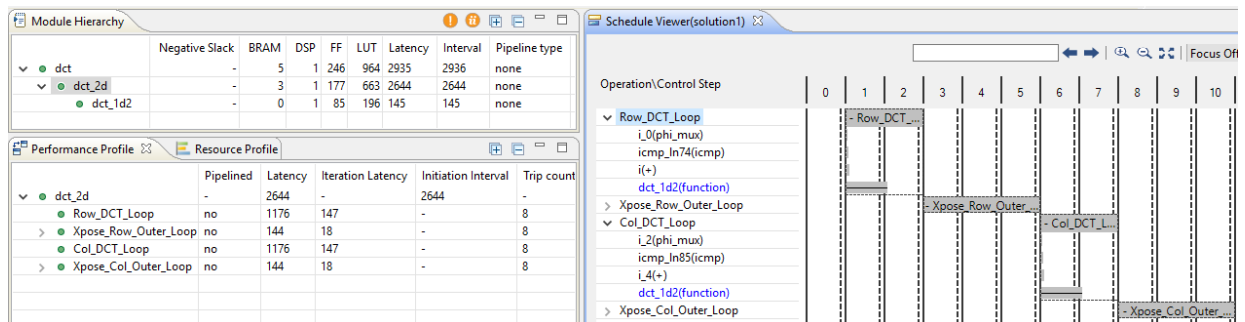 Module Hierarchy
Negative Slack BRAM DSP FF LUT Latency Interval Pipeline type
dct - 5 1 246 964 2935 2936 none
dct_2d - 3 1 177 663 2644 2644 none
dct_1d2 - 0 1 85 196 145 145 none
Performance Profile Resource Profile
Pipelined Latency Iteration Latency Initiation Interval Trip count
dct_2d - 2644 - 2644 -
Row_DCT_Loop no 1176 147 - 8
Xpose_Row_Outer_Loop no 144 18 - 8
Col_DCT_Loop no 1176 147 - 8
Xpose_Col_Outer_Loop no 144 18 - 8
Schedule Viewer(solution1)
Focus Off
Operation\Control Step 0 1 2 3 4 5 6 7 8 9 10
Row_DCT_Loop - Row_DCT_...
i_0(phi_mux)
icmp_ln74(icmp)
i(+)
dct_1d2(function)
Xpose_Row_Outer_Loop - Xpose_Row_Outer_...
Col_DCT_Loop - Col_DCT_L...
i_2(phi_mux)
icmp_ln85(icmp)
i_4(+)
dct_1d2(function)
Xpose_Col_Outer_Loop - Xpose_Col_Outer_...